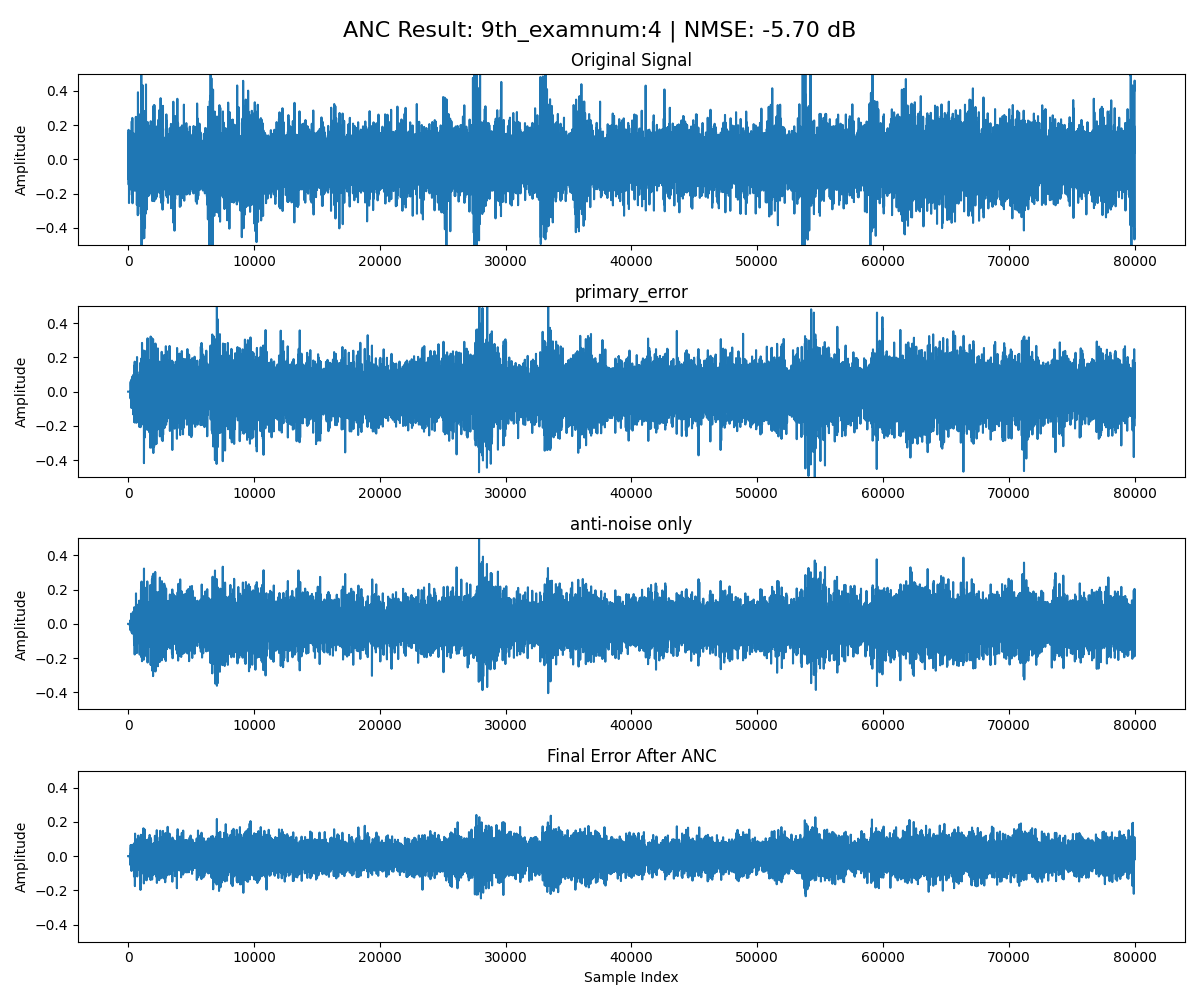 ANC Result: 9th_examnum:4 | NMSE: -5.70 dB
Original Signal
Amplitude
0.4
0.2
0.0
−0.2
−0.4
0 10000 20000 30000 40000 50000 60000 70000 80000
primary_error
Amplitude
0.4
0.2
0.0
−0.2
−0.4
0 10000 20000 30000 40000 50000 60000 70000 80000
anti-noise only
Amplitude
0.4
0.2
0.0
−0.2
−0.4
0 10000 20000 30000 40000 50000 60000 70000 80000
Final Error After ANC
Amplitude
0.4
0.2
0.0
−0.2
−0.4
0 10000 20000 30000 40000 50000 60000 70000 80000
Sample Index